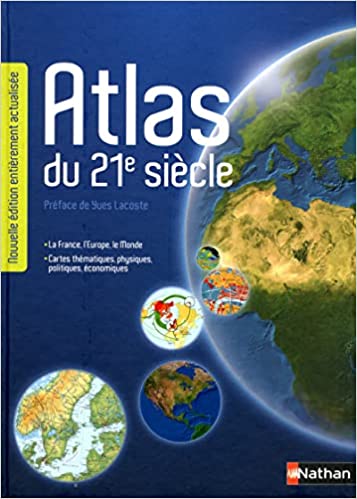 Nouvelle édition entièrement actualisée
Atlas
du 21e siècle
Préface de Yves Lacoste
• La France, l'Europe, le Monde
• Cartes thématiques, physiques,
politiques, économiques
Nathan